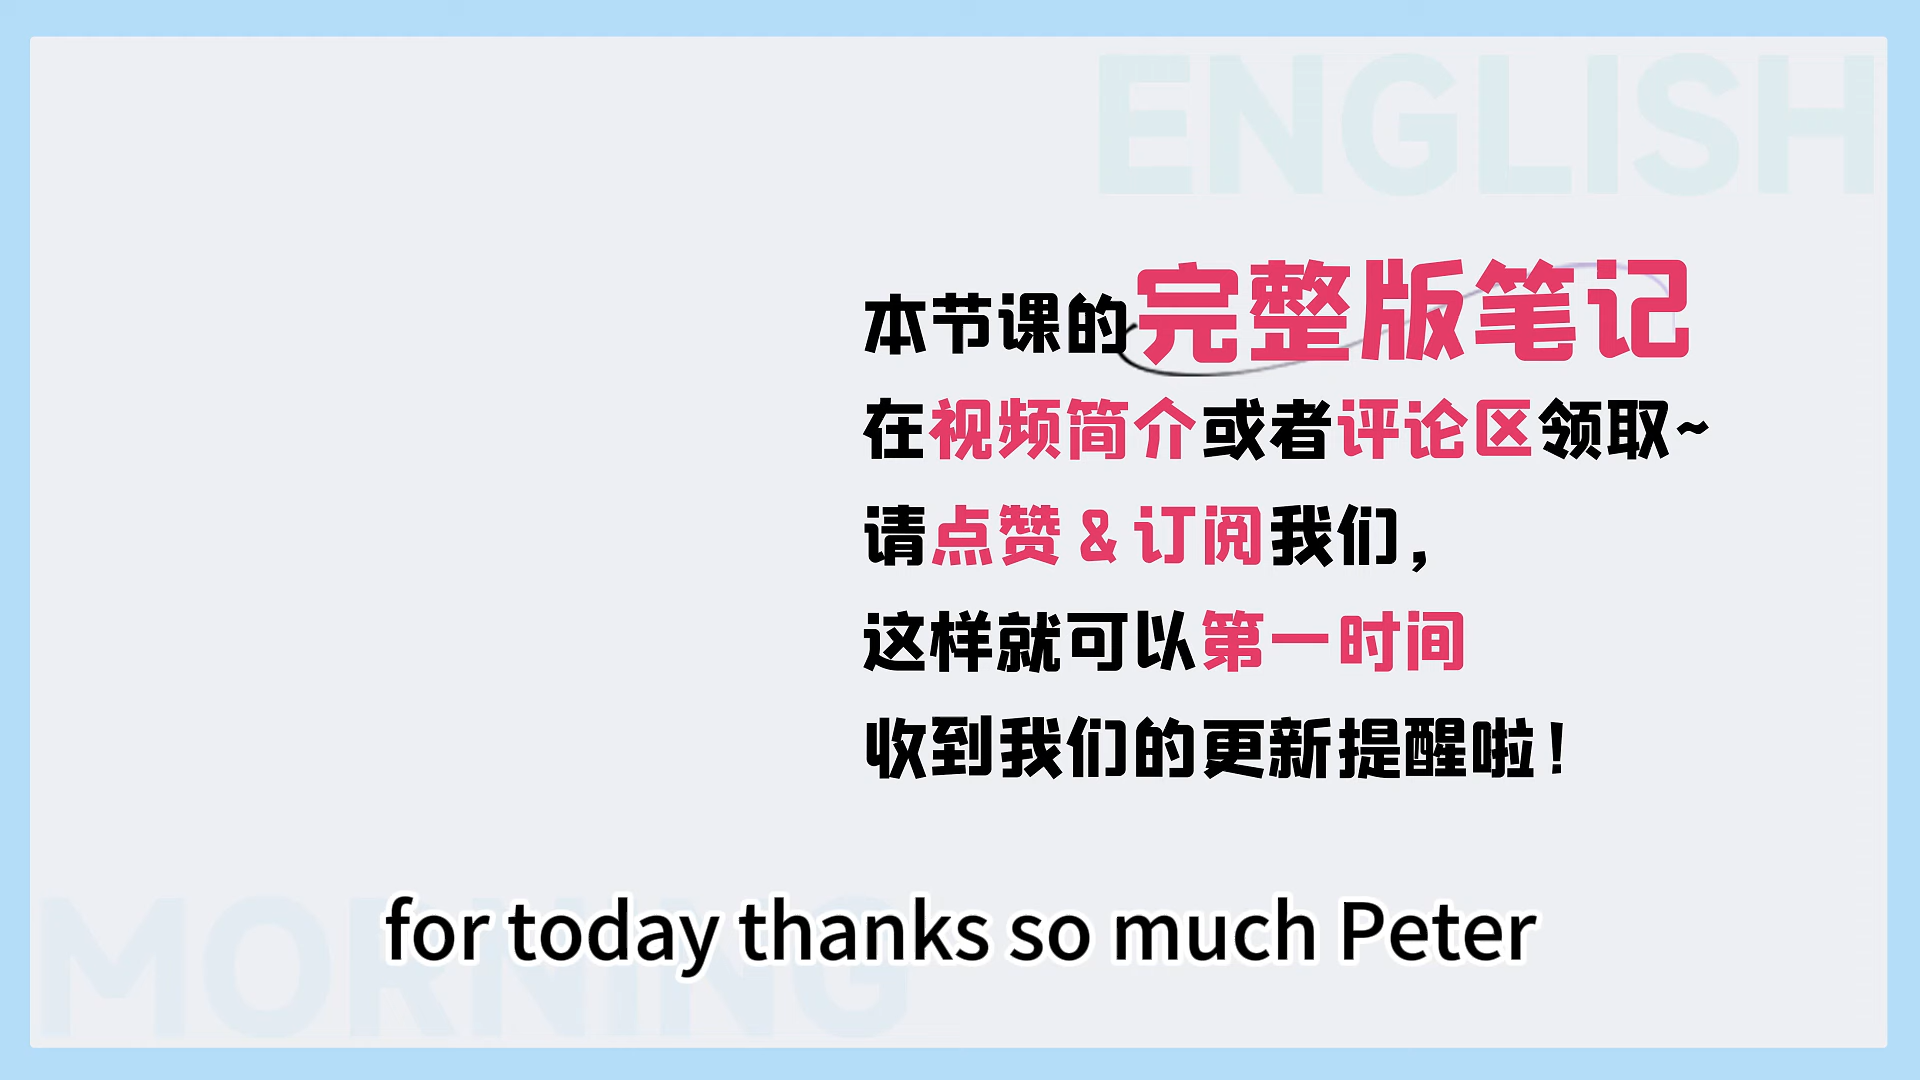 ENGLISH
本节课的完整版笔记
在视频简介或者评论区领取~
请点赞&订阅我们，
这样就可以第一时间
收到我们的更新提醒啦！
MORNING
for today thanks so much Peter